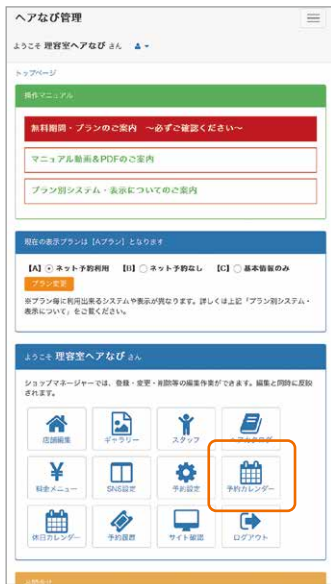 ヘアなび管理
ようこそ 理容室ヘアなび さん
トップページ
操作マニュアル
無料期間・プランのご案内 〜必ずご確認ください〜
マニュアル動画&PDFのご案内
プラン別システム・表示についてのご案内
現在の表示プランは【Aプラン】となります
【A】 ネット予約利用 【B】 ネット予約なし 【C】 基本情報のみ
プラン変更
※プラン毎に利用出来るシステムや表示が異なります。詳しくは上記「プラン別システム・
表示について」をご覧ください。
ようこそ 理容室ヘアなび さん
ショップマネージャーでは、登録・変更・削除等の編集作業ができます。編集と同時に反映
されます。
店舗編集 ギャラリー スタッフ ヘアカタログ
料金メニュー SNS設定 予約設定 予約カレンダー
休日カレンダー 予約履歴 サイト確認 ログアウト